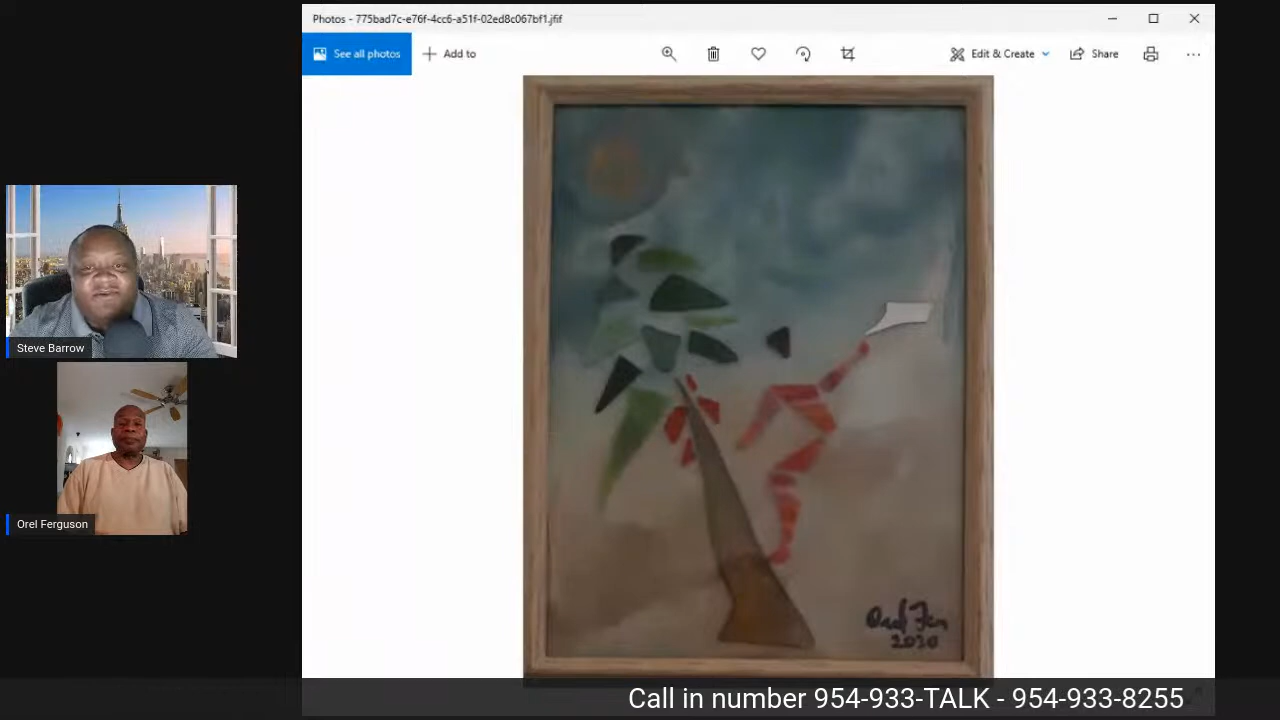 Photos - 775bad7c-e76f-4cc6-a51f-02ed8c067bf1.jfif
See all photos
Add to
Edit & Create
Share
Steve Barrow
Orel Ferguson
2030
Call in number 954-933-TALK - 954-933-8255